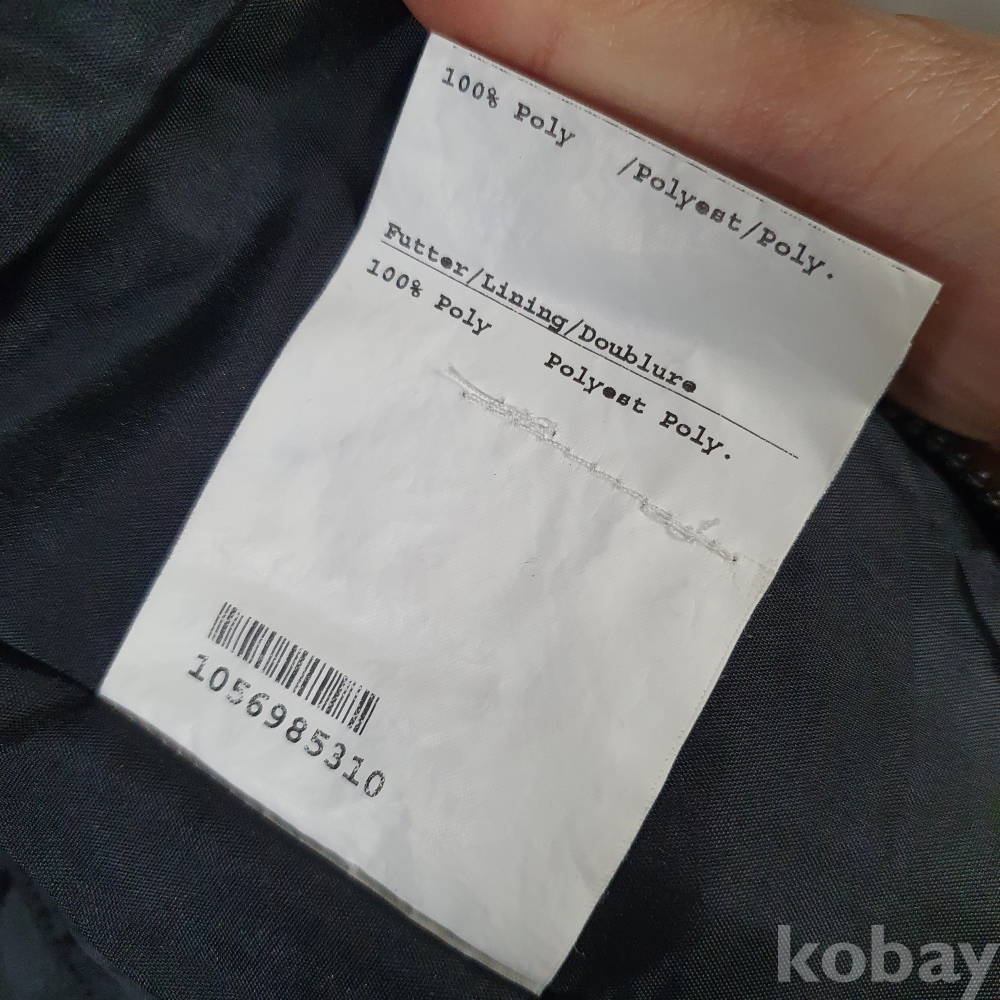 100% Poly /Polyest/Poly.
Futter/Lining/Doublure
100% Poly Polyest Poly.
1056985310
kobay